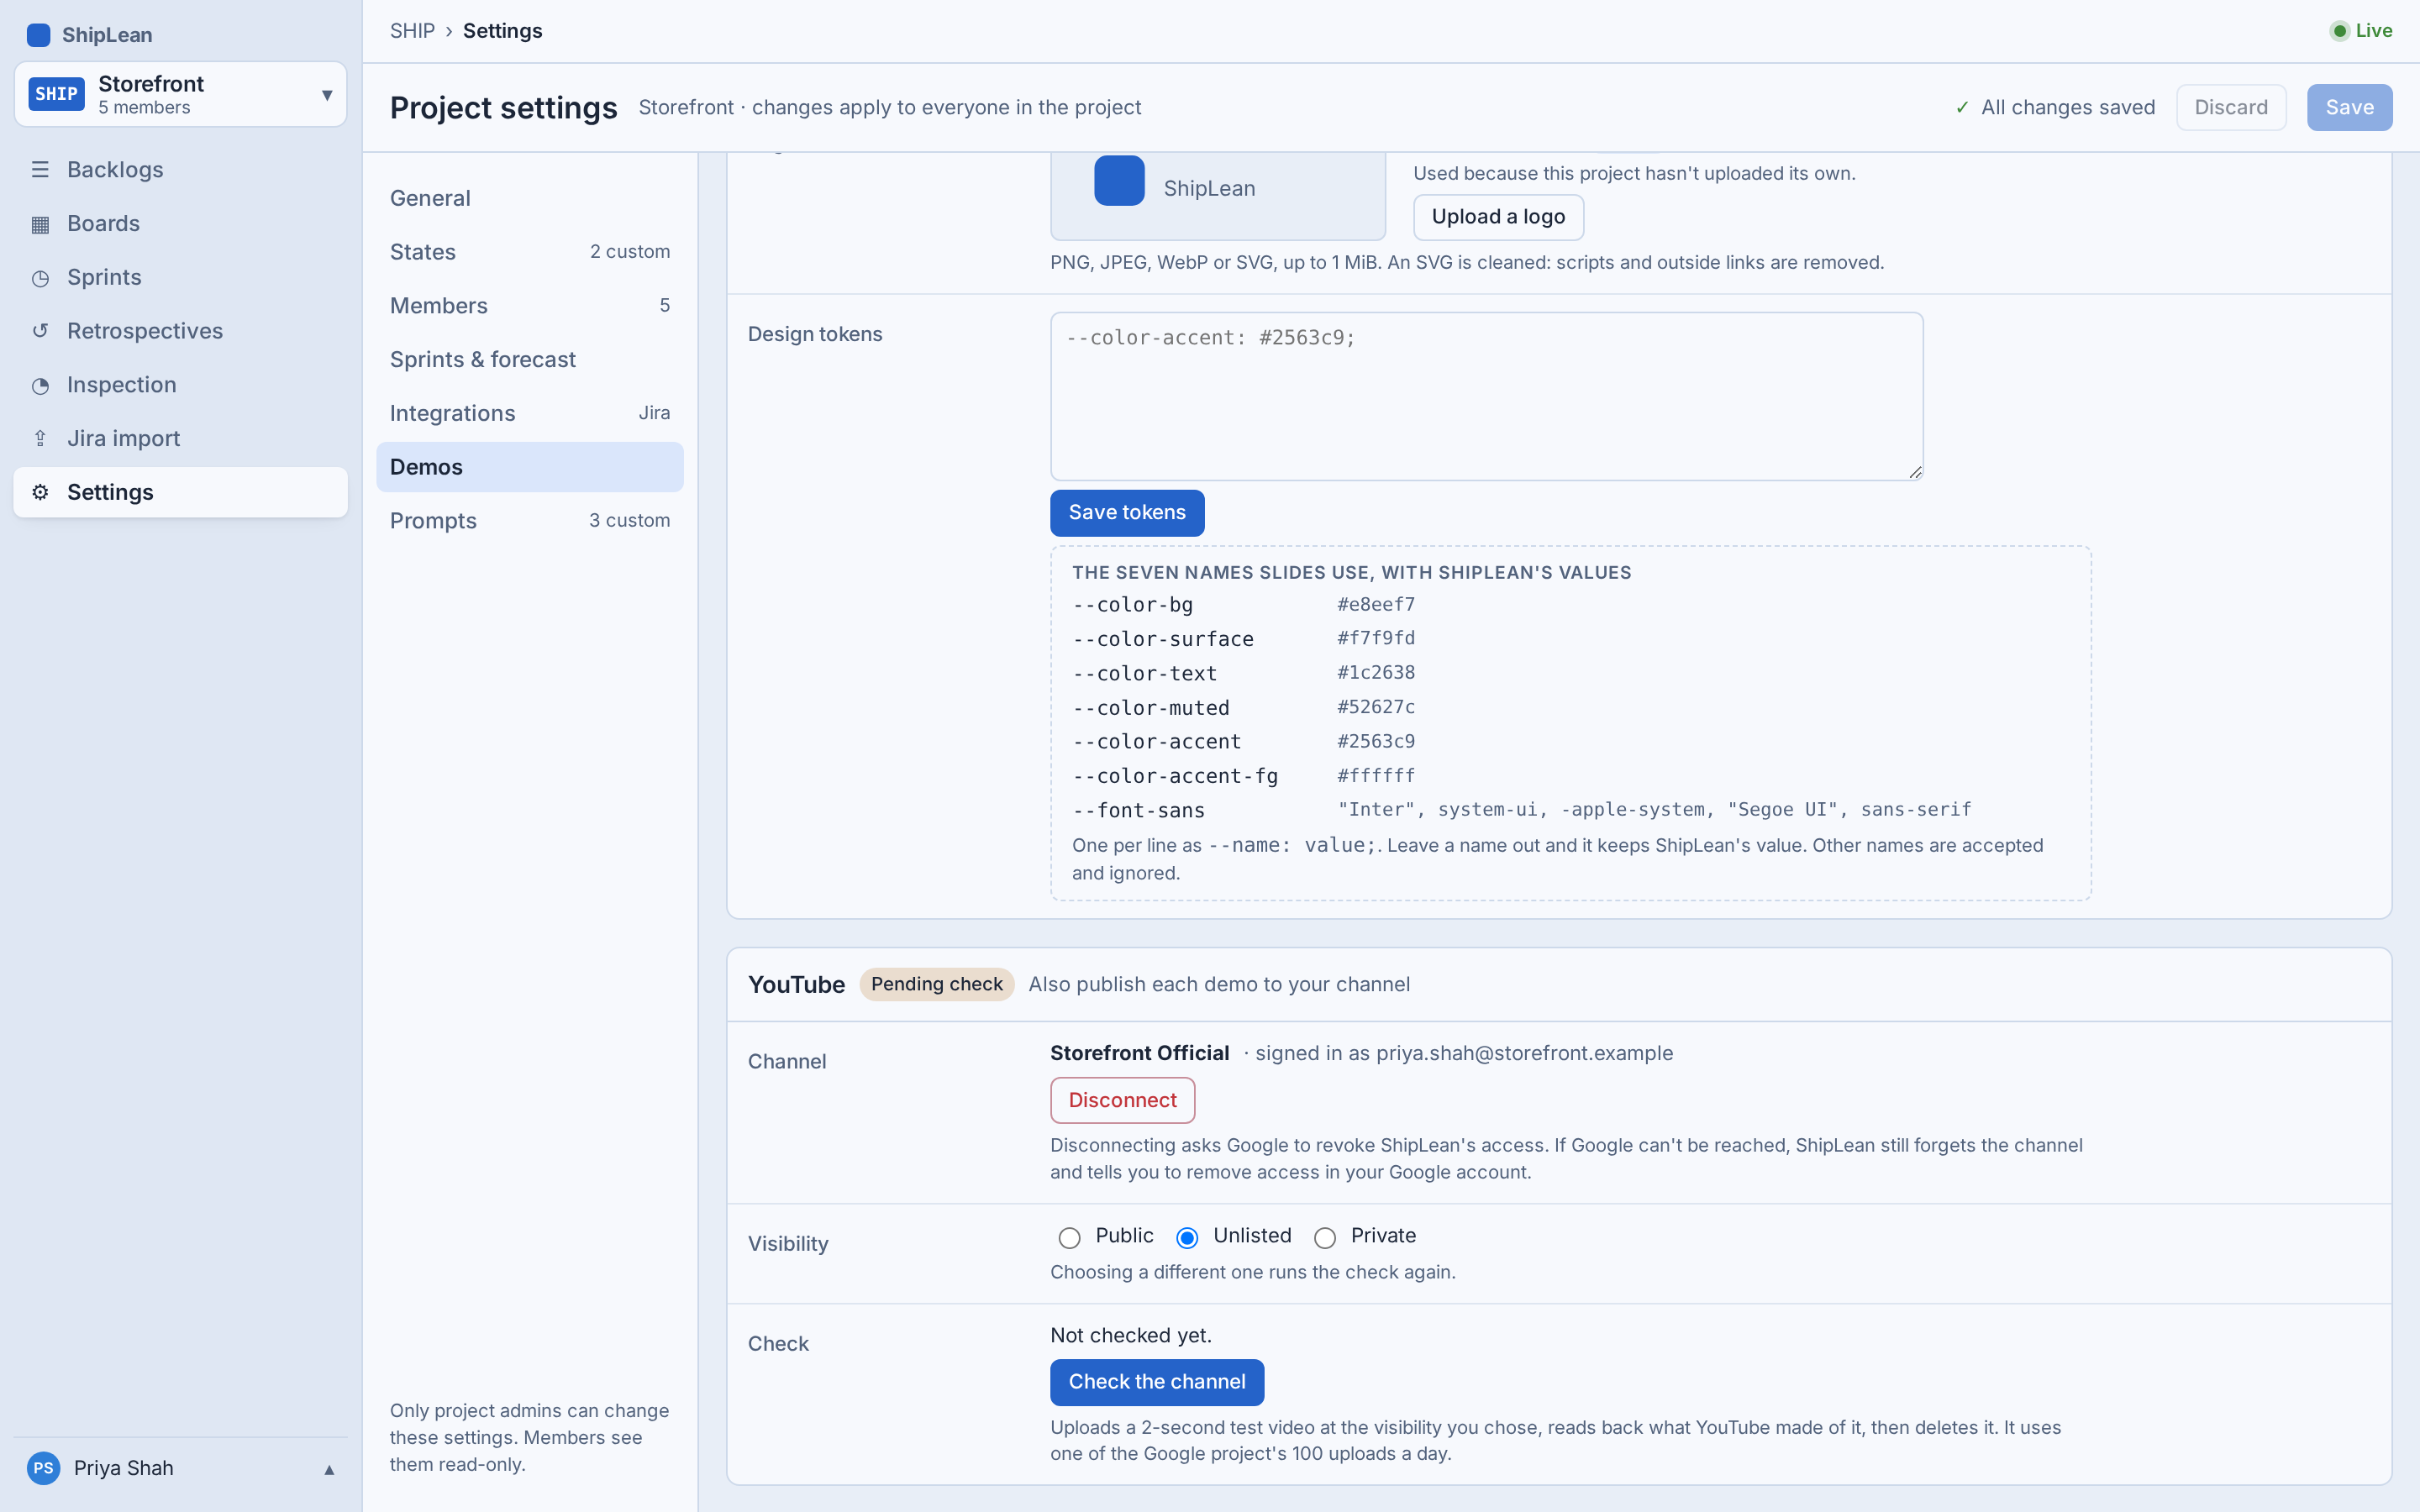 ShipLean
SHIP
Storefront
5 members
Backlogs
Boards
Sprints
Retrospectives
Inspection
Jira import
Settings
PS
Priya Shah
SHIP › Settings
Live
Project settings
Storefront · changes apply to everyone in the project
✓ All changes saved
Discard
Save
General
States
2 custom
Members
5
Sprints & forecast
Integrations
Jira
Demos
Prompts
3 custom
Only project admins can change
these settings. Members see
them read-only.
ShipLean
Used because this project hasn't uploaded its own.
Upload a logo
PNG, JPEG, WebP or SVG, up to 1 MiB. An SVG is cleaned: scripts and outside links are removed.
Design tokens
--color-accent: #2563c9;
Save tokens
THE SEVEN NAMES SLIDES USE, WITH SHIPLEAN'S VALUES
--color-bg #e8eef7
--color-surface #f7f9fd
--color-text #1c2638
--color-muted #52627c
--color-accent #2563c9
--color-accent-fg #ffffff
--font-sans "Inter", system-ui, -apple-system, "Segoe UI", sans-serif
One per line as --name: value;. Leave a name out and it keeps ShipLean's value. Other names are accepted
and ignored.
YouTube
Pending check
Also publish each demo to your channel
Channel
Storefront Official · signed in as priya.shah@storefront.example
Disconnect
Disconnecting asks Google to revoke ShipLean's access. If Google can't be reached, ShipLean still forgets the channel
and tells you to remove access in your Google account.
Visibility
Public
Unlisted
Private
Choosing a different one runs the check again.
Check
Not checked yet.
Check the channel
Uploads a 2-second test video at the visibility you chose, reads back what YouTube made of it, then deletes it. It uses
one of the Google project's 100 uploads a day.